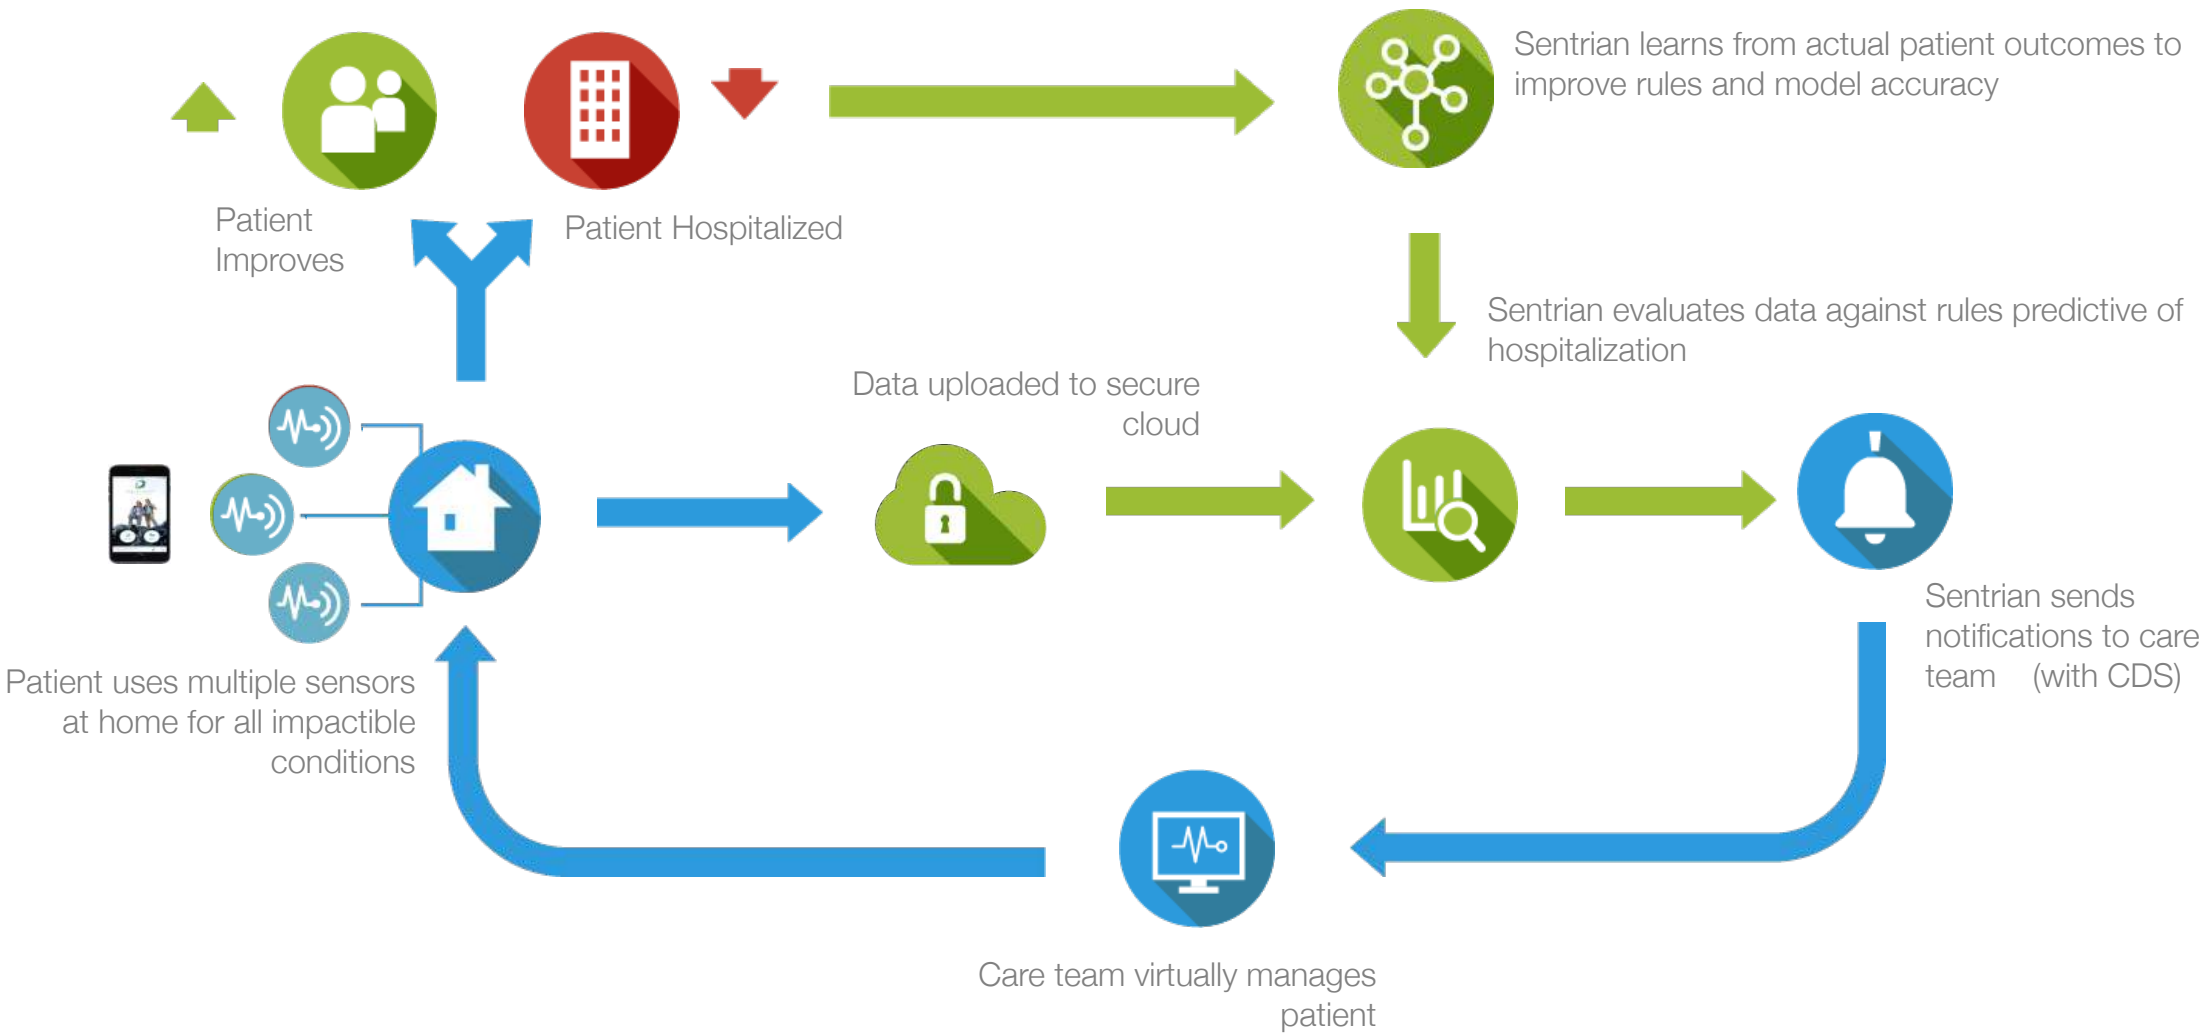 Sentrian learns from actual patient outcomes to
improve rules and model accuracy
Patient
Improves
Patient Hospitalized
Sentrian evaluates data against rules predictive of
hospitalization
Data uploaded to secure
cloud
Sentrian sends
notifications to care
team (with CDS)
Patient uses multiple sensors
at home for all impactible
conditions
Care team virtually manages
patient